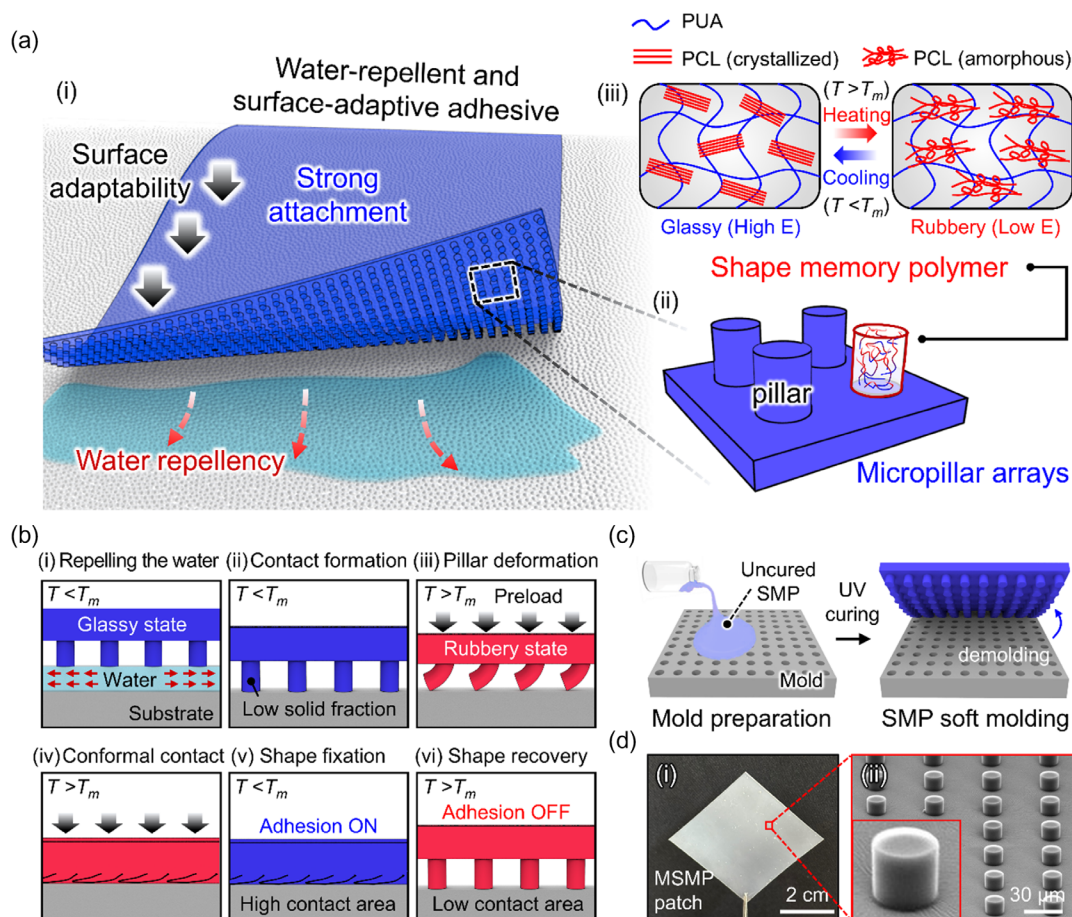 (a)
(i)
Water-repellent and
surface-adaptive adhesive
Surface
adaptability
Strong
attachment
Water repellency
PUA
PCL (crystallized)
PCL (amorphous)
(iii)
(T > Tm)
Heating
Cooling
(T < Tm)
Glassy (High E)
Rubbery (Low E)
Shape memory polymer
(ii)
pillar
Micropillar arrays
(b)
(i) Repelling the water
T < Tm
Glassy state
Water
Substrate
(ii) Contact formation
T < Tm
Low solid fraction
(iii) Pillar deformation
T > Tm
Preload
Rubbery state
(iv) Conformal contact
T > Tm
(v) Shape fixation
T < Tm
Adhesion ON
High contact area
(vi) Shape recovery
T > Tm
Adhesion OFF
Low contact area
(c)
Uncured
SMP
Mold
Mold preparation
UV
curing
demolding
SMP soft molding
(d)
(i)
MSMP
patch
2 cm
(ii)
30 μm